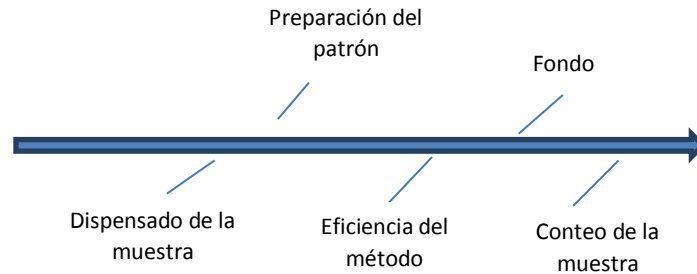 Preparación del
patrón
Fondo
Dispensado de la
muestra
Eficiencia del
método
Conteo de la
muestra